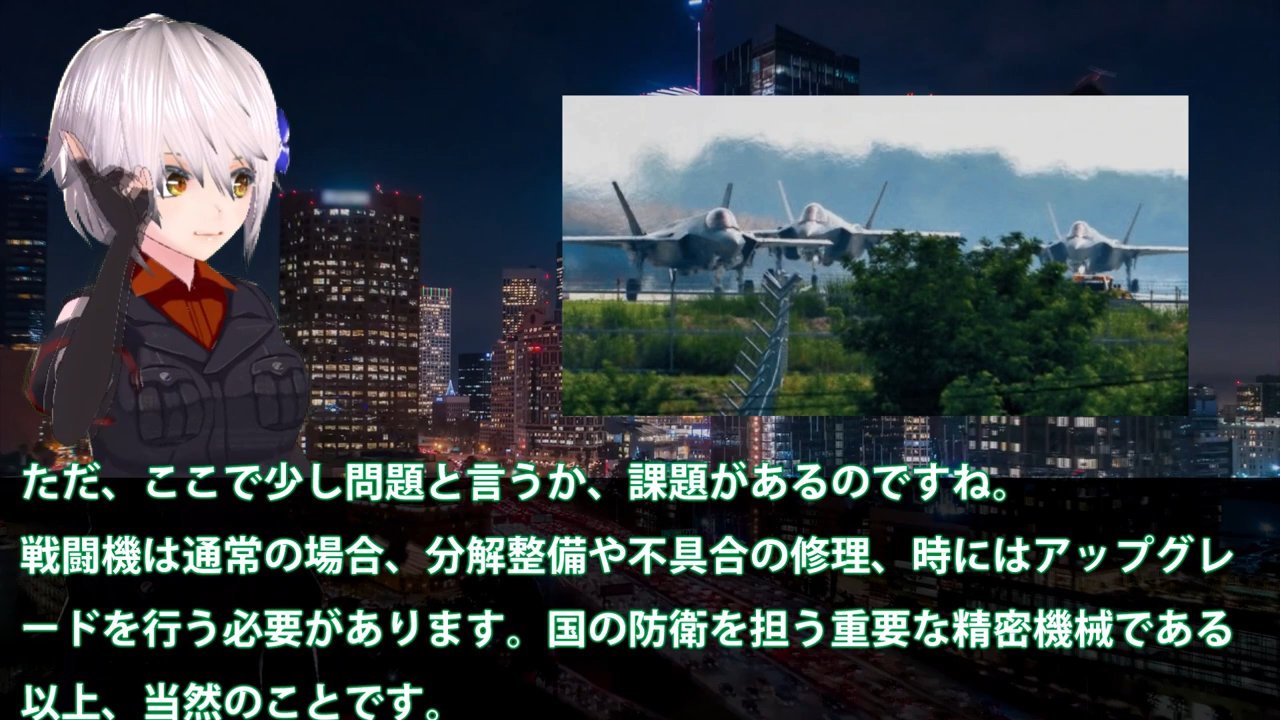 ただ、ここで少し問題と言うか、課題があるのですね。
戦闘機は通常の場合、分解整備や不具合の修理、時にはアップグレ
ードを行う必要があります。国の防衛を担う重要な精密機械である
以上、当然のことです。